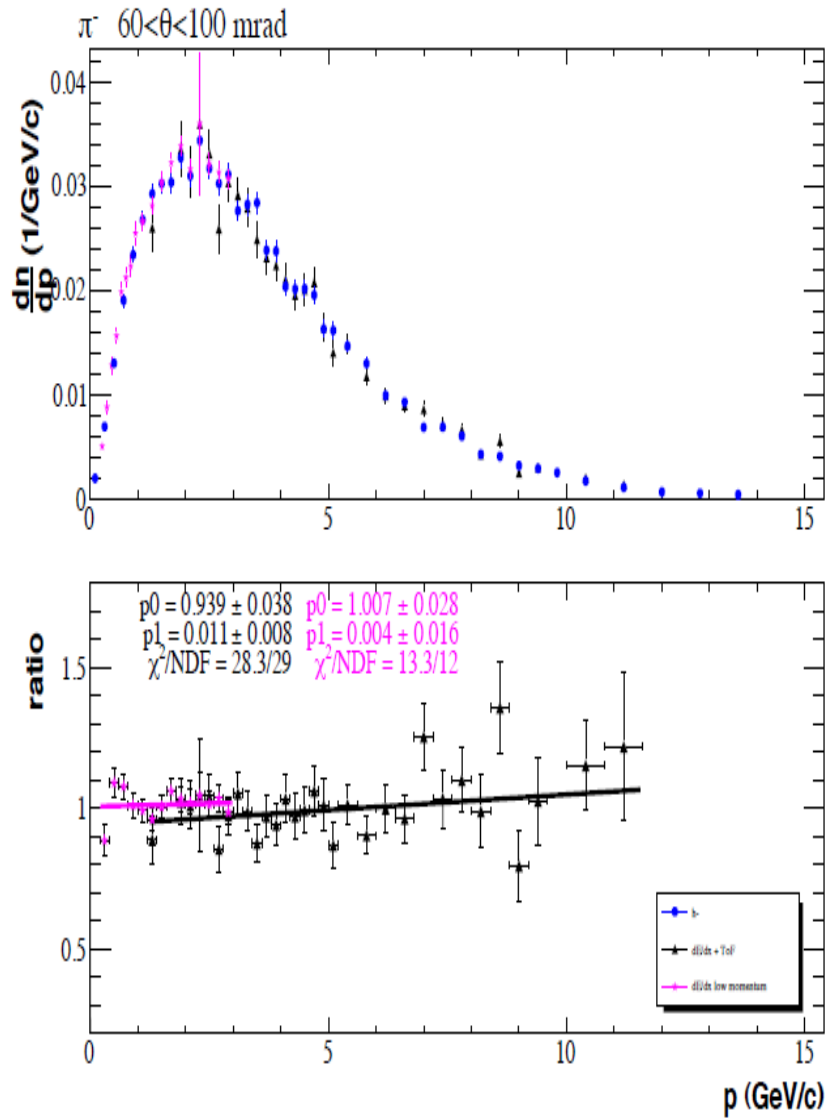 π⁻ 60<θ<100 mrad
dn/dp (1/GeV/c)
0.04
0.03
0.02
0.01
0
0 5 10 15
p0 = 0.939 ± 0.038 p0 = 1.007 ± 0.028
p1 = 0.011 ± 0.008 p1 = 0.004 ± 0.016
χ²/NDF = 28.3/29 χ²/NDF = 13.3/12
ratio
1.5
1
0.5
h-
dE/dx + ToF
dE/dx low momentum
0 5 10 15
p (GeV/c)